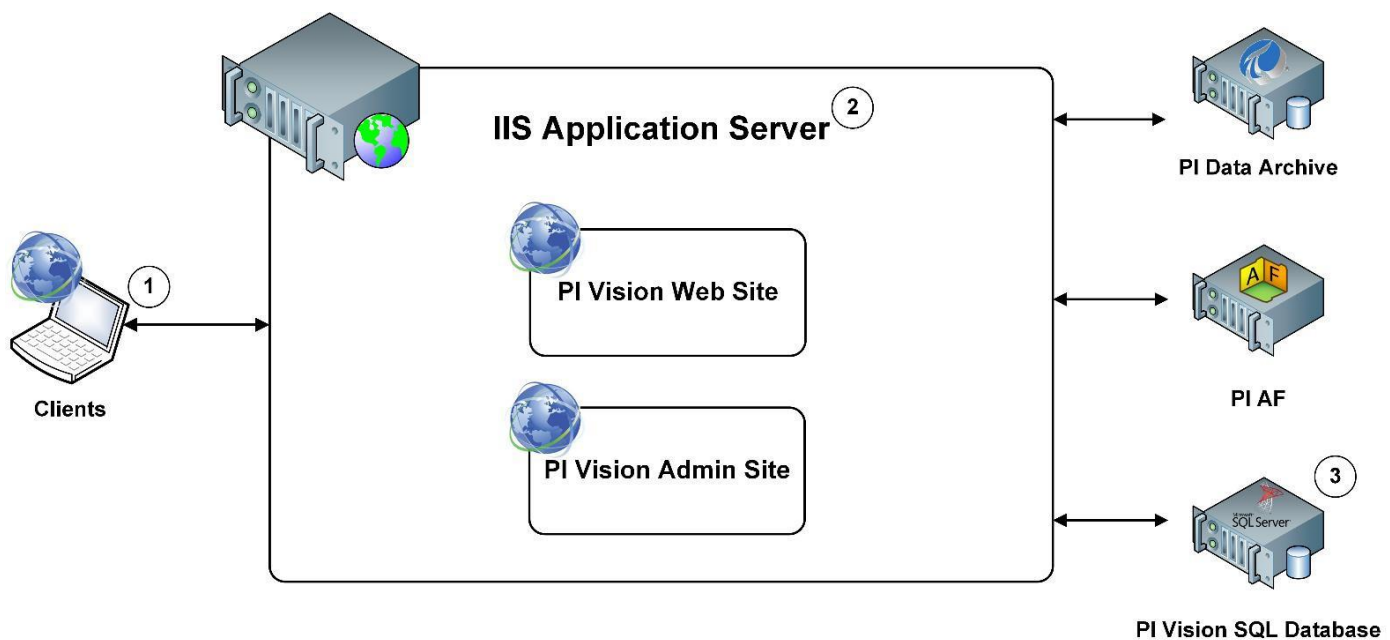 IIS Application Server
2
PI Data Archive
PI Vision Web Site
1
Clients
A F
PI AF
PI Vision Admin Site
3
Microsoft
SQL Server
PI Vision SQL Database